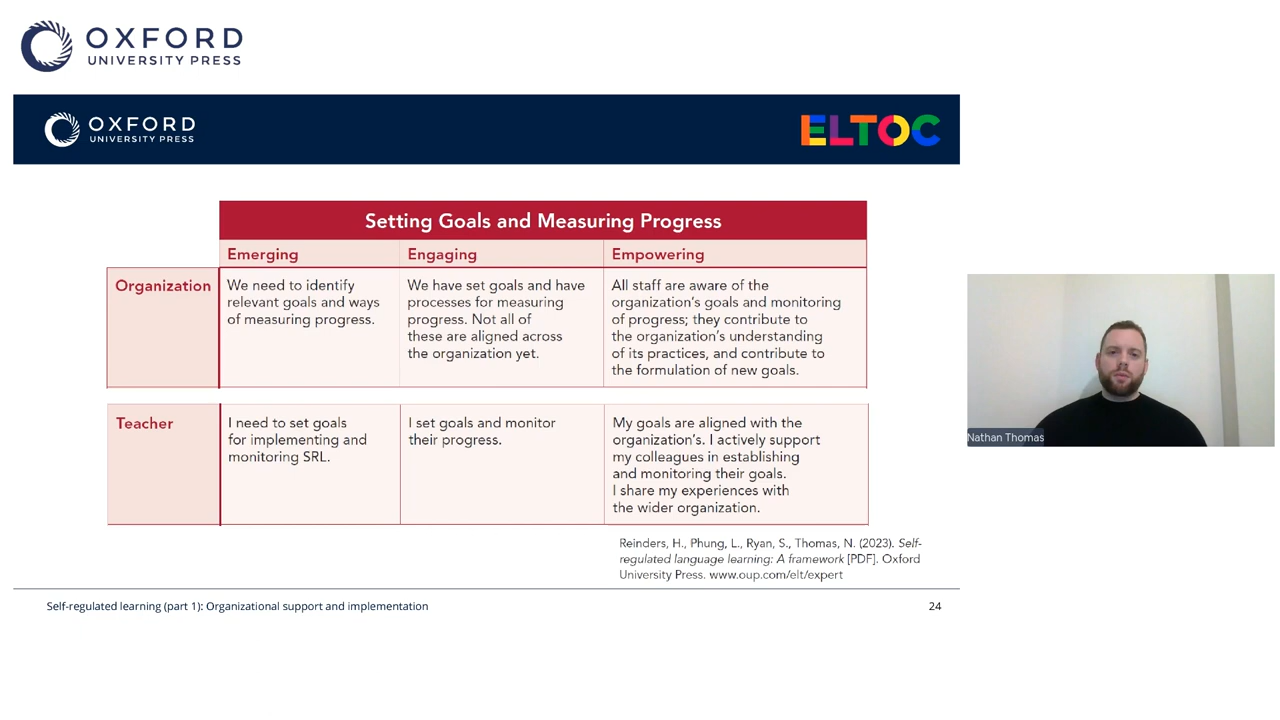 OXFORD
UNIVERSITY PRESS
OXFORD
UNIVERSITY PRESS
ELTOC
Setting Goals and Measuring Progress
Emerging
Engaging
Empowering
Organization
We need to identify
relevant goals and ways
of measuring progress.
We have set goals and have
processes for measuring
progress. Not all of
these are aligned across
the organization yet.
All staff are aware of the
organization's goals and monitoring
of progress; they contribute to
the organization's understanding
of its practices, and contribute to
the formulation of new goals.
Teacher
I need to set goals
for implementing and
monitoring SRL.
I set goals and monitor
their progress.
My goals are aligned with the
organization's. I actively support
my colleagues in establishing
and monitoring their goals.
I share my experiences with
the wider organization.
Reinders, H., Phung, L., Ryan, S., Thomas, N. (2023). Self-
regulated language learning: A framework [PDF]. Oxford
University Press. www.oup.com/elt/expert
Self-regulated learning (part 1): Organizational support and implementation
24
Nathan Thomas